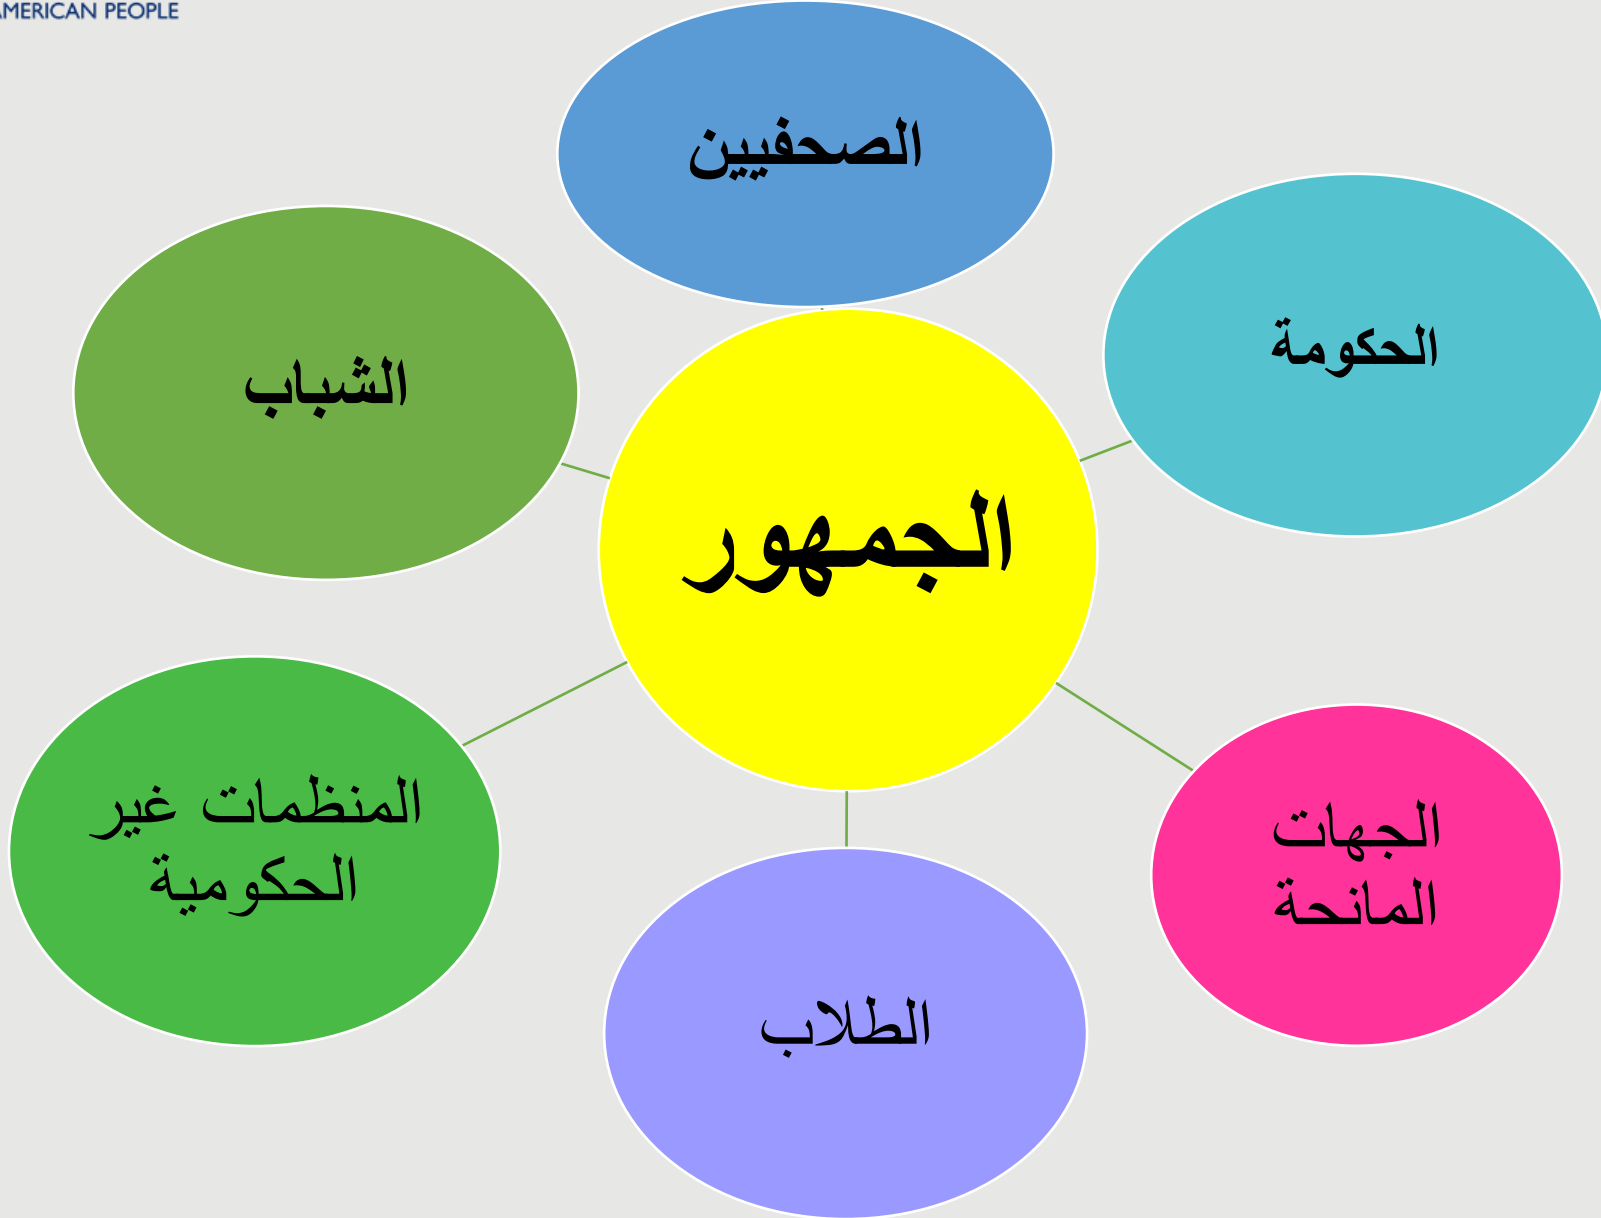 AMERICAN PEOPLE
الصحفيين
الحكومة
الشباب
الجمهور
المنظمات غير
الحكومية
الجهات
المانحة
الطلاب